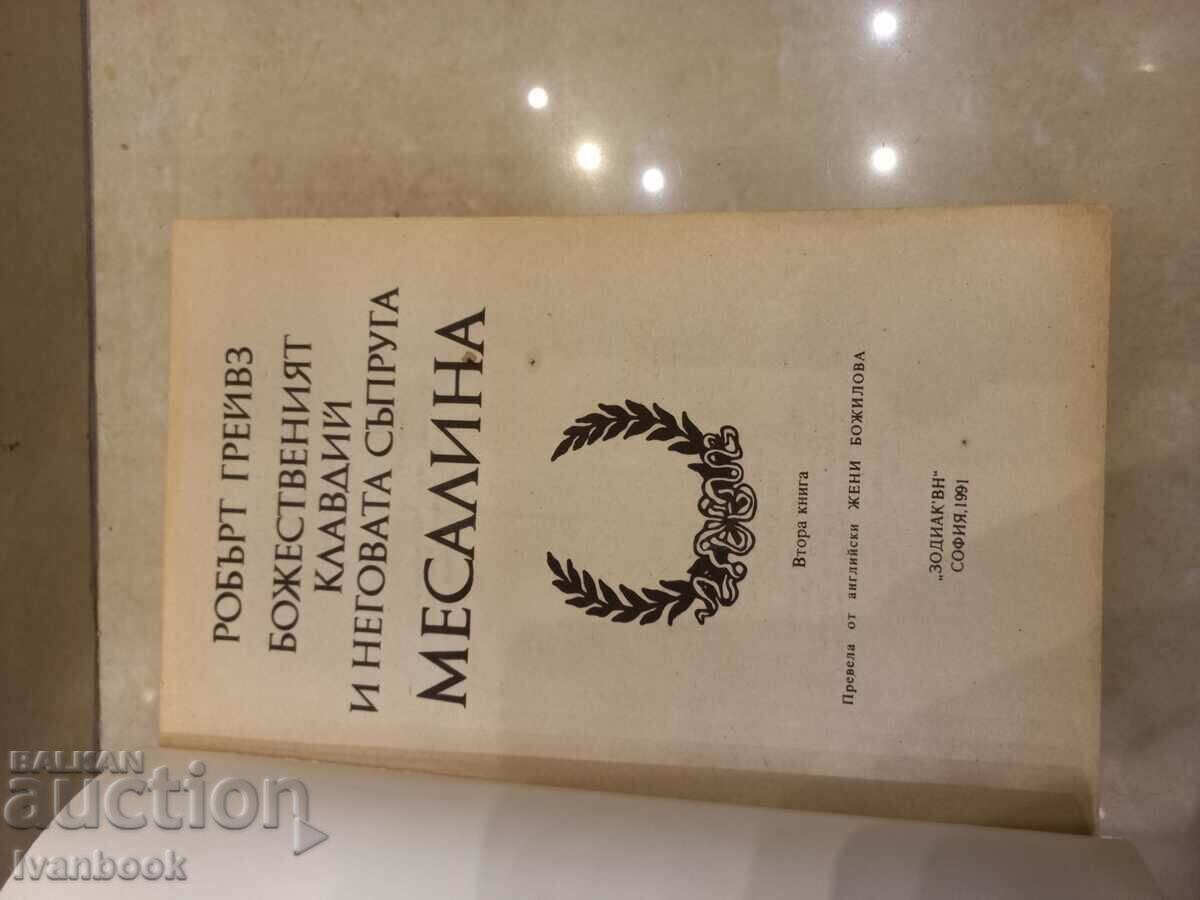 РОБЪРТ ГРЕЙВЗ
БОЖЕСТВЕНИЯТ
КЛАВДИЙ
И НЕГОВАТА СЪПРУГА
МЕСАЛИНА
Втора книга
Превела от английски ЖЕНИ БОЖИЛОВА
„ЗОДИАК'ВН“
СОФИЯ, 1991
BALKAN
auction
Ivanbook